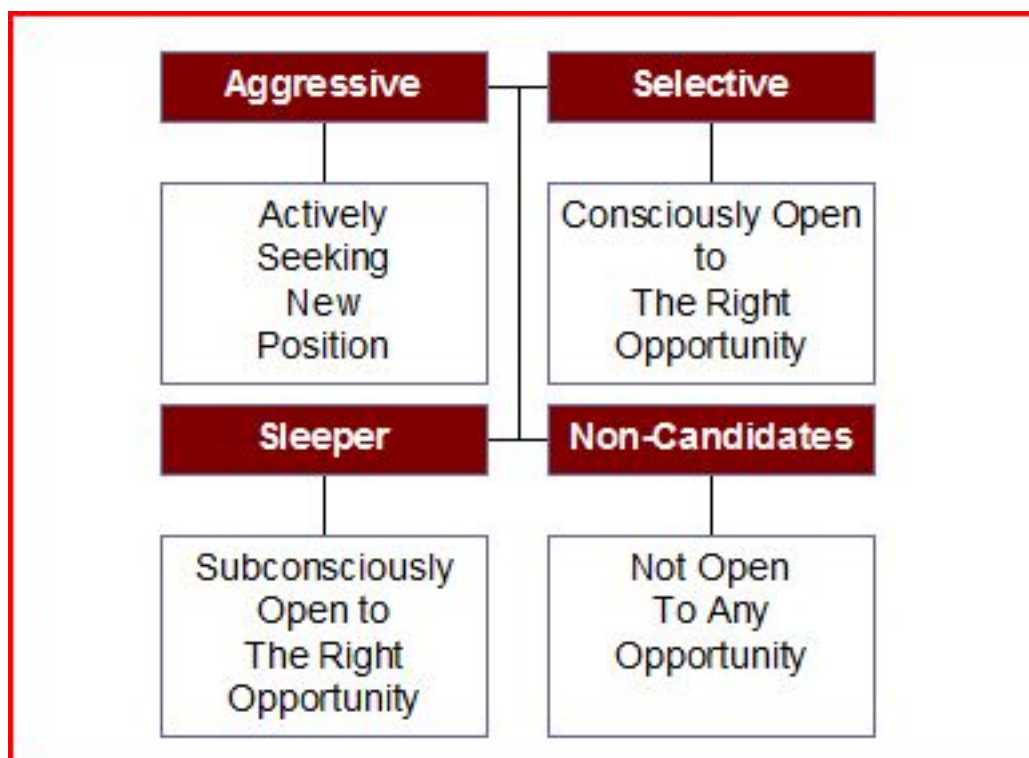 Aggressive
Actively
Seeking
New
Position
Selective
Consciously Open
to
The Right
Opportunity
Sleeper
Subconsciously
Open to
The Right
Opportunity
Non-Candidates
Not Open
To Any
Opportunity